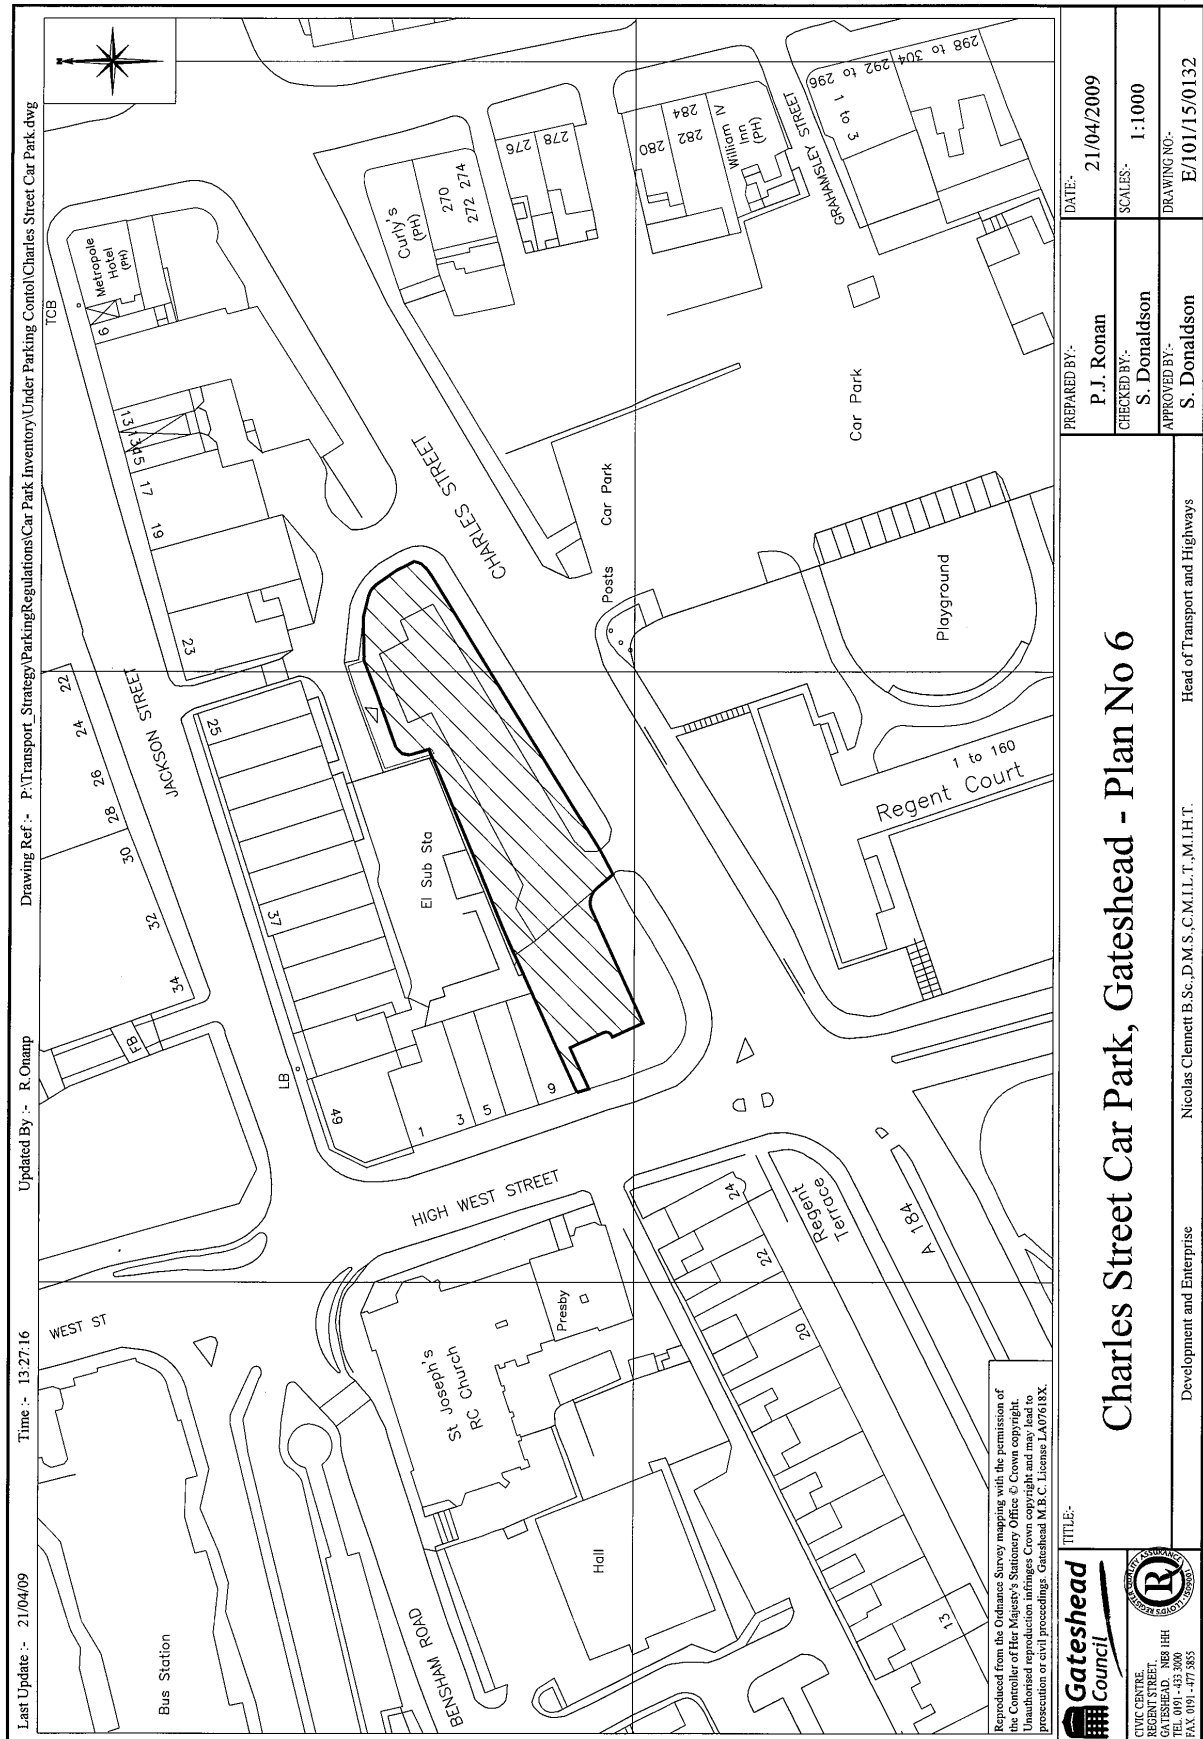 Last Update :- 21/04/09
Time :- 13:27:16
Updated By :- R.Onanp
Drawing Ref :- P:\Transport_Strategy\ParkingRegulations\Car Park Inventory\Under Parking Contol\Charles Street Car Park.dwg
Bus Station
WEST ST
BENSHAM ROAD
FB
34
32
30
28
26
24
22
JACKSON STREET
LB
49
37
25
32
19
17
15
13a
13
9
Metropole
Hotel
(PH)
TCB
1
3
5
9
El Sub Sta
HIGH WEST STREET
St Joseph's
RC Church
Presby
Hall
CHARLES STREET
Curly's
(PH)
270
272 274
276
278
280
282
284
William IV
Inn
(PH)
GRAHAMSLEY STREET
3 of 1
292 to 296
298 to 304
Posts
Car Park
Car Park
Playground
1 to 160
Regent Court
Regent
Terrace
A 184
24
22
20
13
Reproduced from the Ordnance Survey mapping with the permission of
the Controller of Her Majesty's Stationery Office © Crown copyright.
Unauthorised reproduction infringes Crown copyright and may lead to
prosecution or civil proceedings. Gateshead M.B.C. License LA07618X.
Gateshead
Council
CIVIC CENTRE,
REGENT STREET,
GATESHEAD. NE8 1HH
TEL. 0191 - 433 3000
FAX. 0191 - 477 5855
TITLE:-
Charles Street Car Park, Gateshead - Plan No 6
Development and Enterprise
Nicolas Clennett B.Sc.,D.M.S.,C.M.I.L.T.,M.I.H.T.
Head of Transport and Highways
PREPARED BY:-
P.J. Ronan
DATE:-
21/04/2009
CHECKED BY:-
S. Donaldson
SCALES:-
1:1000
APPROVED BY:-
S. Donaldson
DRAWING NO:-
E/101/15/0132